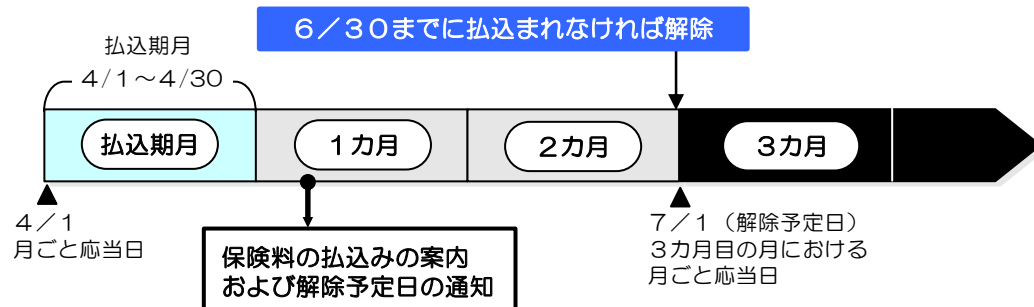 ６／３０までに払込まれなければ解除
払込期月
4/1～4/30
払込期月
１カ月
２カ月
３カ月
４／１
月ごと応当日
保険料の払込みの案内
および解除予定日の通知
７／１（解除予定日）
３カ月目の月における
月ごと応当日